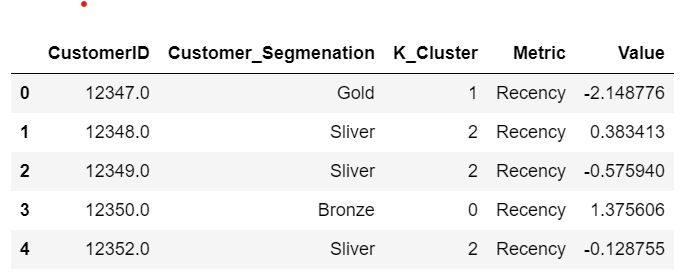 CustomerID Customer_Segmenation K_Cluster Metric Value
0 12347.0 Gold 1 Recency -2.148776
1 12348.0 Sliver 2 Recency 0.383413
2 12349.0 Sliver 2 Recency -0.575940
3 12350.0 Bronze 0 Recency 1.375606
4 12352.0 Sliver 2 Recency -0.128755